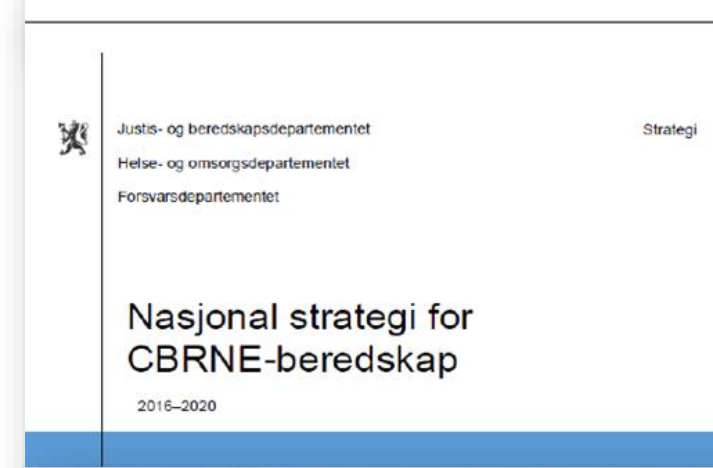 Justis- og beredskapsdepartementet
Strategi
Helse- og omsorgsdepartementet
Forsvarsdepartementet
Nasjonal strategi for
CBRNE-beredskap
2016–2020